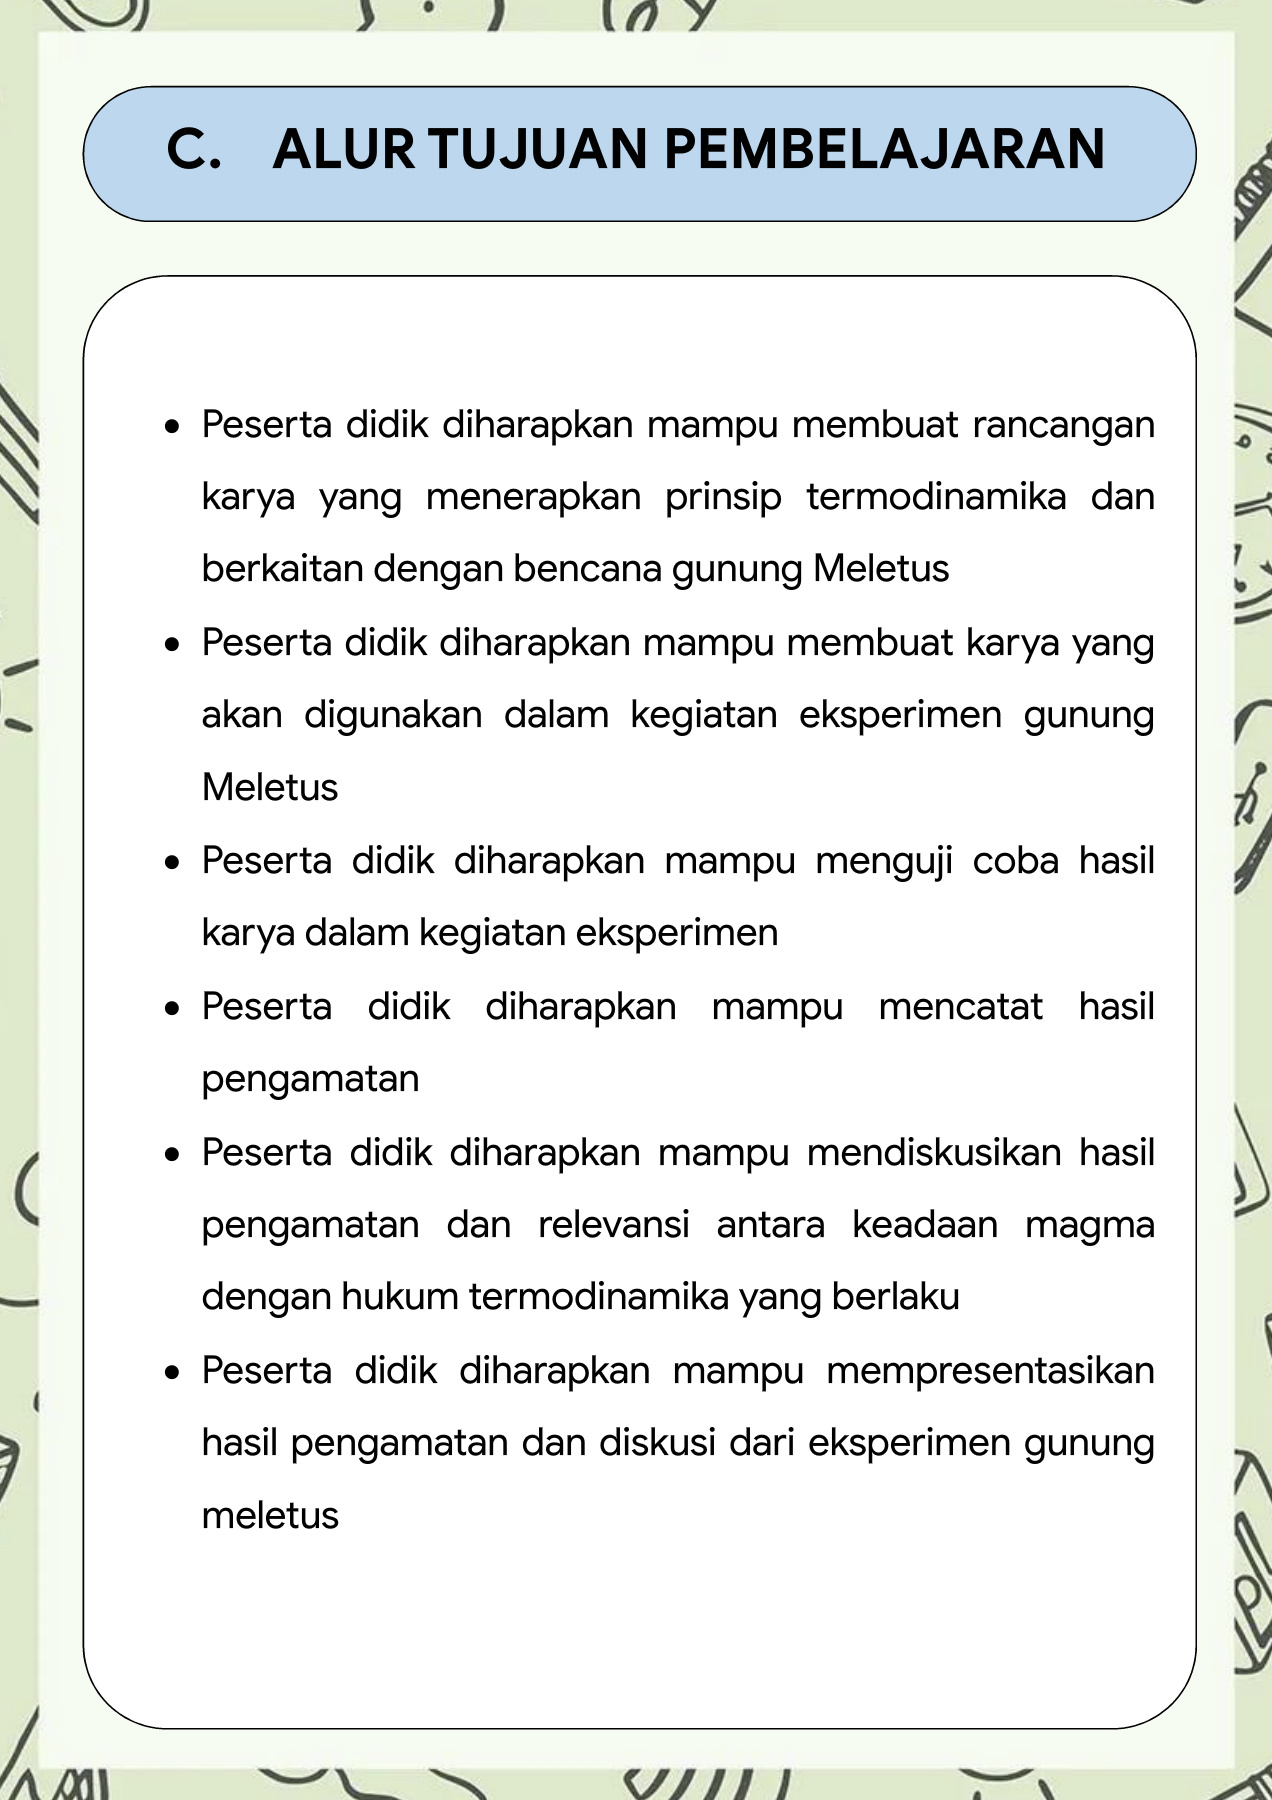 C. ALUR TUJUAN PEMBELAJARAN
• Peserta didik diharapkan mampu membuat rancangan
karya yang menerapkan prinsip termodinamika dan
berkaitan dengan bencana gunung Meletus
• Peserta didik diharapkan mampu membuat karya yang
akan digunakan dalam kegiatan eksperimen gunung
Meletus
• Peserta didik diharapkan mampu menguji coba hasil
karya dalam kegiatan eksperimen
• Peserta didik diharapkan mampu mencatat hasil
pengamatan
• Peserta didik diharapkan mampu mendiskusikan hasil
pengamatan dan relevansi antara keadaan magma
dengan hukum termodinamika yang berlaku
• Peserta didik diharapkan mampu mempresentasikan
hasil pengamatan dan diskusi dari eksperimen gunung
meletus